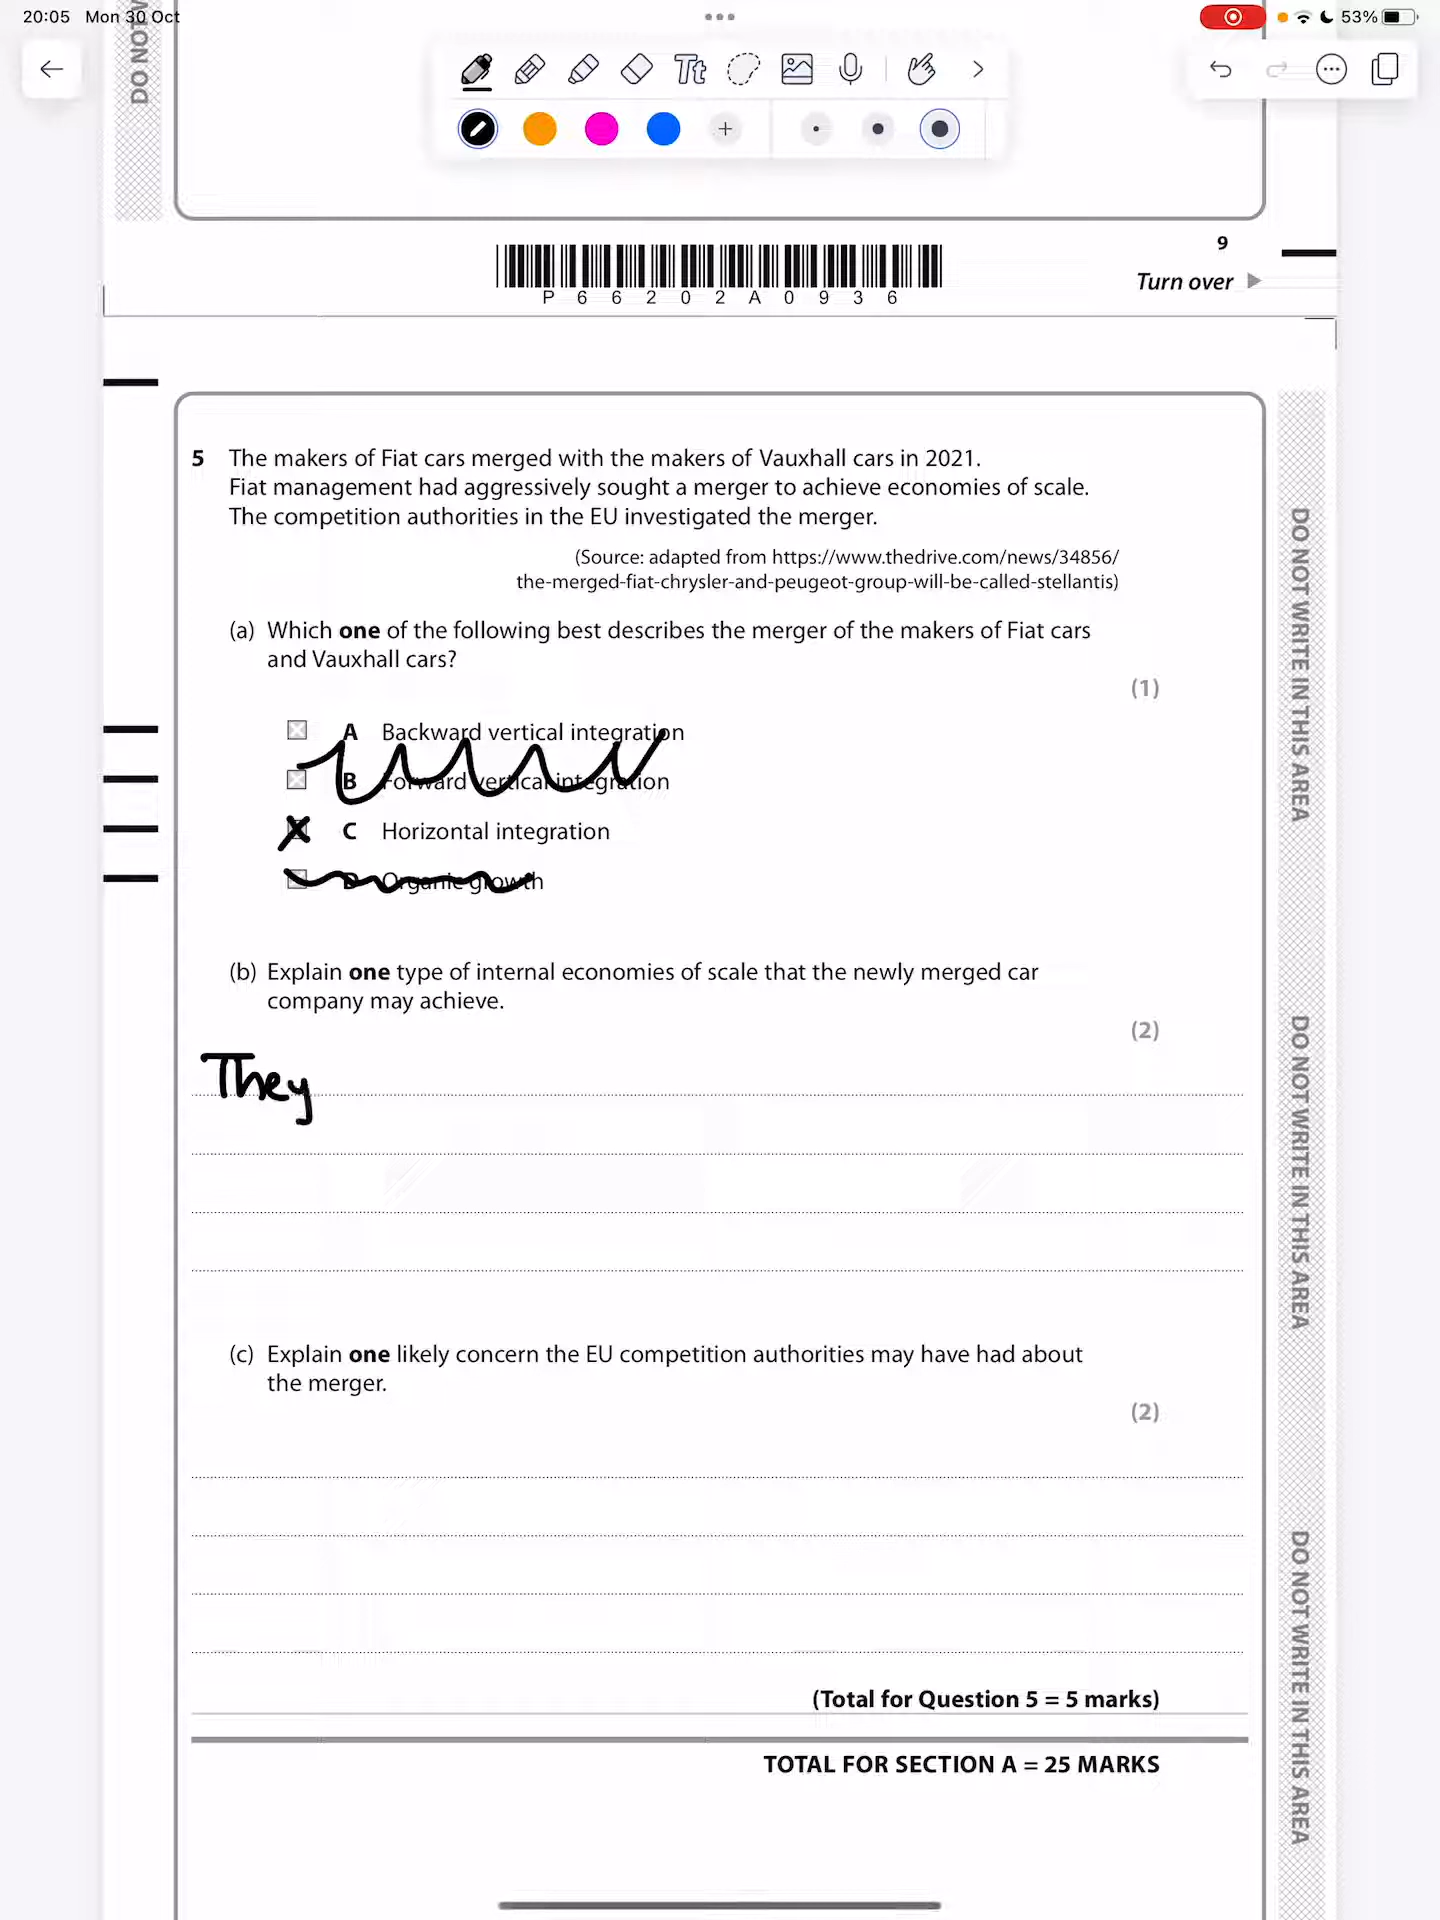 20:05 Mon 30 Oct
53%
Tt
DO NOT W
9
P 6 6 2 0 2 A 0 9 3 6
Turn over
5 The makers of Fiat cars merged with the makers of Vauxhall cars in 2021.
Fiat management had aggressively sought a merger to achieve economies of scale.
The competition authorities in the EU investigated the merger.
(Source: adapted from https://www.thedrive.com/news/34856/
the-merged-fiat-chrysler-and-peugeot-group-will-be-called-stellantis)
(a) Which one of the following best describes the merger of the makers of Fiat cars
and Vauxhall cars?
(1)
A Backward vertical integration
B Forward vertical integration
C Horizontal integration
D Organic growth
(b) Explain one type of internal economies of scale that the newly merged car
company may achieve.
(2)
They
(c) Explain one likely concern the EU competition authorities may have had about
the merger.
(2)
(Total for Question 5 = 5 marks)
TOTAL FOR SECTION A = 25 MARKS
DO NOT WRITE IN THIS AREA
DO NOT WRITE IN THIS AREA
DO NOT WRITE IN THIS AREA